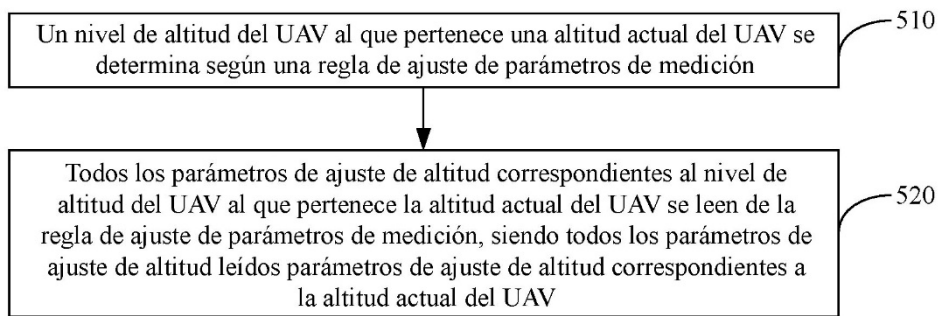 Un nivel de altitud del UAV al que pertenece una altitud actual del UAV se
determina según una regla de ajuste de parámetros de medición
510
Todos los parámetros de ajuste de altitud correspondientes al nivel de
altitud del UAV al que pertenece la altitud actual del UAV se leen de la
regla de ajuste de parámetros de medición, siendo todos los parámetros de
ajuste de altitud leídos parámetros de ajuste de altitud correspondientes a
la altitud actual del UAV
520